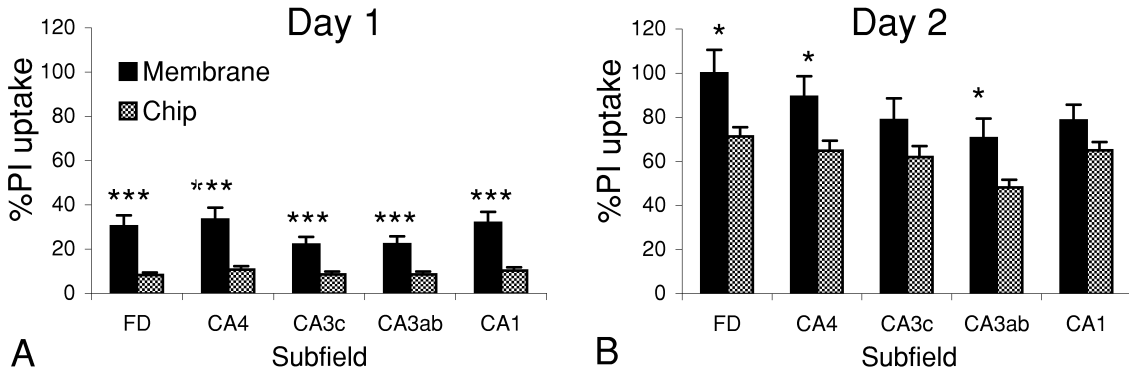 Day 1
120
100
80
60
40
20
0
%PI uptake
Membrane
Chip
*** *** *** *** ***
FD CA4 CA3c CA3ab CA1
Subfield
A
Day 2
120
100
80
60
40
20
0
%PI uptake
* * *
FD CA4 CA3c CA3ab CA1
Subfield
B